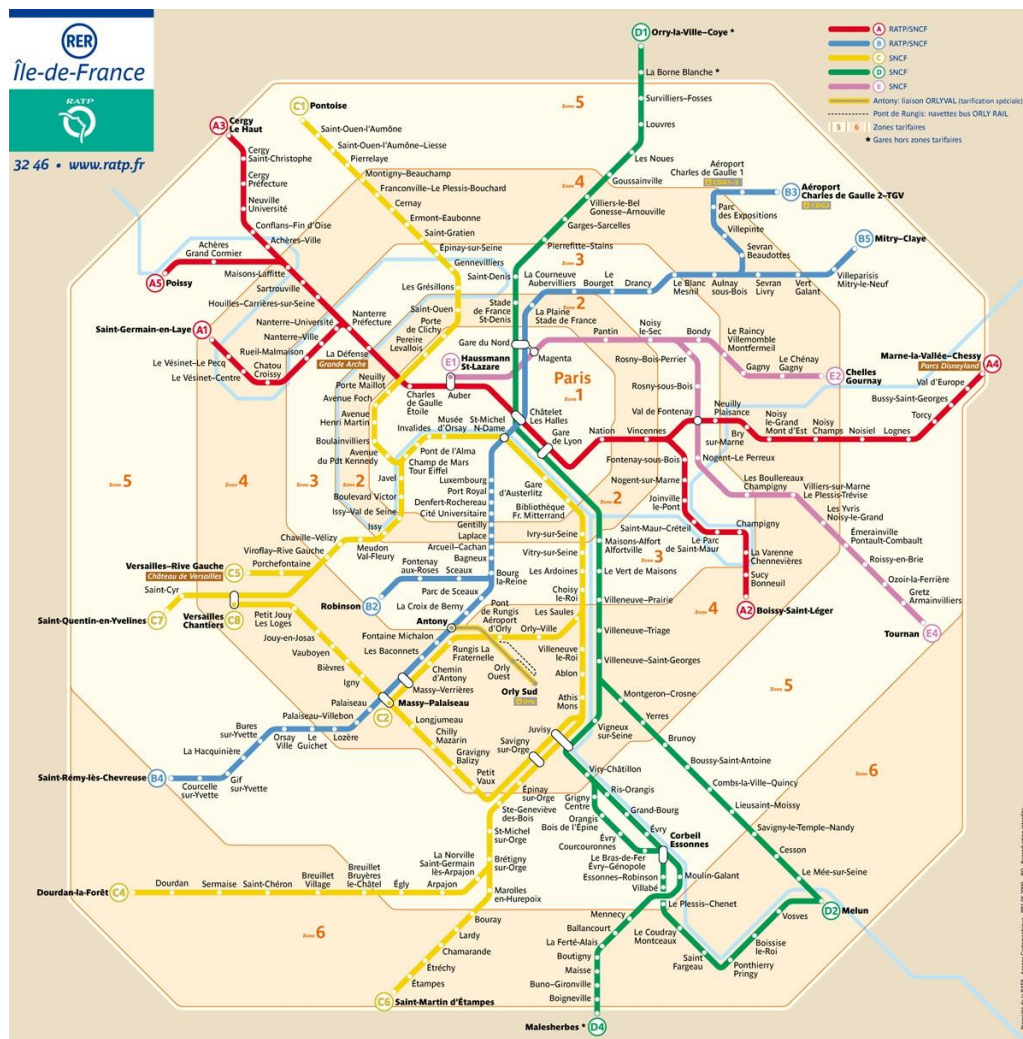 RER
Île-de-France
RATP
32 46 • www.ratp.fr
A RATP/SNCF
B RATP/SNCF
C SNCF
D SNCF
E SNCF
Antony: liaison ORLYVAL (tarification spéciale)
Pont de Rungis: navettes bus ORLY RAIL
5 6 Zones tarifaires
★ Gares hors zones tarifaires
D1 Orry-la-Ville–Coye *
La Borne Blanche *
Survilliers–Fosses
Louvres
Les Noues
Goussainville
Villiers-le-Bel
Gonesse–Arnouville
Garges–Sarcelles
Pierrefitte–Stains
Saint-Denis
Stade
de France
St-Denis
Gare du Nord
C1 Pontoise
Saint-Ouen-l'Aumône
Saint-Ouen-l'Aumône–Liesse
Pierrelaye
Montigny–Beauchamp
Franconville–Le Plessis-Bouchard
Cernay
Ermont–Eaubonne
Saint-Gratien
Épinay-sur-Seine
Gennevilliers
Les Grésillons
Saint-Ouen
Porte
de Clichy
Pereire
Levallois
Neuilly
Porte Maillot
Avenue Foch
Avenue
Henri Martin
Boulainvilliers
Avenue
du Pdt Kennedy
A3 Cergy
Le Haut
Cergy
Saint-Christophe
Cergy
Préfecture
Neuville
Université
Conflans–Fin d'Oise
Achères–Ville
Achères
Grand Cormier
A5 Poissy
Maisons-Laffitte
Sartrouville
Houilles–Carrières-sur-Seine
Saint-Germain-en-Laye A1
Le Vésinet–Le Pecq
Le Vésinet–Centre
Chatou
Croissy
Rueil-Malmaison
Nanterre–Ville
Nanterre–Université
Nanterre
Préfecture
La Défense
Grande Arche
Charles
de Gaulle
Étoile
Auber
E1 Haussmann
St-Lazare
Magenta
Châtelet
Les Halles
Gare
de Lyon
Nation
Vincennes
Paris
Zone 1
Zone 2
Zone 3
Zone 4
Zone 5
Aéroport
Charles de Gaulle 1
CDG1-3
B3 Aéroport
Charles de Gaulle 2–TGV
CDG2
Parc
des Expositions
Villepinte
Sevran
Beaudottes
B5 Mitry–Claye
Villeparisis
Mitry-le-Neuf
Vert
Galant
Sevran
Livry
Aulnay
sous-Bois
Le Blanc
Mesnil
Drancy
Le
Bourget
La Courneuve
Aubervilliers
La Plaine
Stade de France
Pantin
Noisy
le-Sec
Bondy
Le Raincy
Villemomble
Montfermeil
Gagny
Le Chénay
Gagny
E2 Chelles
Gournay
Rosny–Bois-Perrier
Rosny-sous-Bois
Val de Fontenay
Neuilly
Plaisance
Bry
sur-Marne
Noisy
le-Grand
Mont d'Est
Noisy
Champs
Noisiel
Lognes
Torcy
Bussy-Saint-Georges
Val d'Europe
Marne-la-Vallée–Chessy
Parcs Disneyland
A4
Nogent–Le Perreux
Les Boullereaux
Champigny
Villiers-sur-Marne
Le Plessis-Trévise
Les Yvris
Noisy-le-Grand
Émerainville
Pontault-Combault
Roissy-en-Brie
Ozoir-la-Ferrière
Gretz
Armainvilliers
Tournan E4
Fontenay-sous-Bois
Nogent-sur-Marne
Joinville
le-Pont
Saint-Maur–Créteil
Le Parc
de Saint-Maur
Champigny
La Varenne
Chennevières
Sucy
Bonneuil
A2 Boissy-Saint-Léger
Invalides
Musée
d'Orsay
St-Michel
N-Dame
Pont de l'Alma
Champ de Mars
Tour Eiffel
Javel
Boulevard Victor
Issy–Val de Seine
Issy
Meudon
Val-Fleury
Chaville–Vélizy
Viroflay–Rive Gauche
Porchefontaine
Versailles–Rive Gauche C5
Château de Versailles
Saint-Cyr
Saint-Quentin-en-Yvelines C7
Versailles
Chantiers
C8
Petit Jouy
Les Loges
Jouy-en-Josas
Vauboyen
Bièvres
Igny
Luxembourg
Port Royal
Denfert-Rochereau
Cité Universitaire
Gentilly
Laplace
Arcueil–Cachan
Bagneux
Bourg
la-Reine
Sceaux
Fontenay
aux-Roses
Robinson B2
Parc de Sceaux
La Croix de Berny
Antony
Fontaine Michalon
Les Baconnets
Massy–Verrières
Massy–Palaiseau
C2
Palaiseau
Palaiseau–Villebon
Lozère
Le
Guichet
Orsay
Ville
Bures
sur-Yvette
La Hacquinière
Gif
sur-Yvette
Courcelle
sur-Yvette
Saint-Rémy-lès-Chevreuse B4
Gare
d'Austerlitz
Bibliothèque
Fr. Mitterrand
Ivry-sur-Seine
Vitry-sur-Seine
Les Ardoines
Choisy
le-Roi
Les Saules
Orly–Ville
Pont
de Rungis
Aéroport
d'Orly
Rungis La
Fraternelle
Chemin
d'Antony
Orly
Ouest
Orly Sud
Villeneuve
le-Roi
Ablon
Athis
Mons
Juvisy
Savigny
sur-Orge
Longjumeau
Chilly
Mazarin
Gravigny
Balizy
Petit
Vaux
Épinay
sur-Orge
Ste-Geneviève
des-Bois
St-Michel
sur-Orge
Brétigny
sur-Orge
Marolles
en-Hurepoix
Bouray
Lardy
Chamarande
Étréchy
Étampes
C6 Saint-Martin d'Étampes
La Norville
Saint-Germain
lès-Arpajon
Arpajon
Égly
Breuillet
Bruyères
le-Châtel
Breuillet
Village
Saint-Chéron
Sermaise
Dourdan
Dourdan-la-Forêt C4
Maisons-Alfort
Alfortville
Le Vert de Maisons
Villeneuve–Prairie
Villeneuve–Triage
Villeneuve–Saint-Georges
Montgeron–Crosne
Yerres
Brunoy
Boussy-Saint-Antoine
Combs-la-Ville–Quincy
Lieusaint–Moissy
Savigny-le-Temple–Nandy
Cesson
Le Mée-sur-Seine
D2 Melun
Vosves
Boissise
le-Roi
Ponthierry
Pringy
Saint
Fargeau
Le Coudray
Montceaux
Le Plessis–Chenet
Vigneux
sur-Seine
Viry-Châtillon
Ris-Orangis
Grand-Bourg
Évry
Corbeil
Essonnes
Grigny
Centre
Orangis
Bois de l'Épine
Évry
Courcouronnes
Le Bras-de-Fer
Évry–Génopole
Essonnes–Robinson
Villabé
Moulin-Galant
Mennecy
Ballancourt
La Ferté-Alais
Boutigny
Maisse
Buno–Gironville
Boigneville
Malesherbes * D4
Zone 2
Zone 3
Zone 4
Zone 5
Zone 6
Zone 5
Zone 4
Zone 3
Zone 2
Zone 6